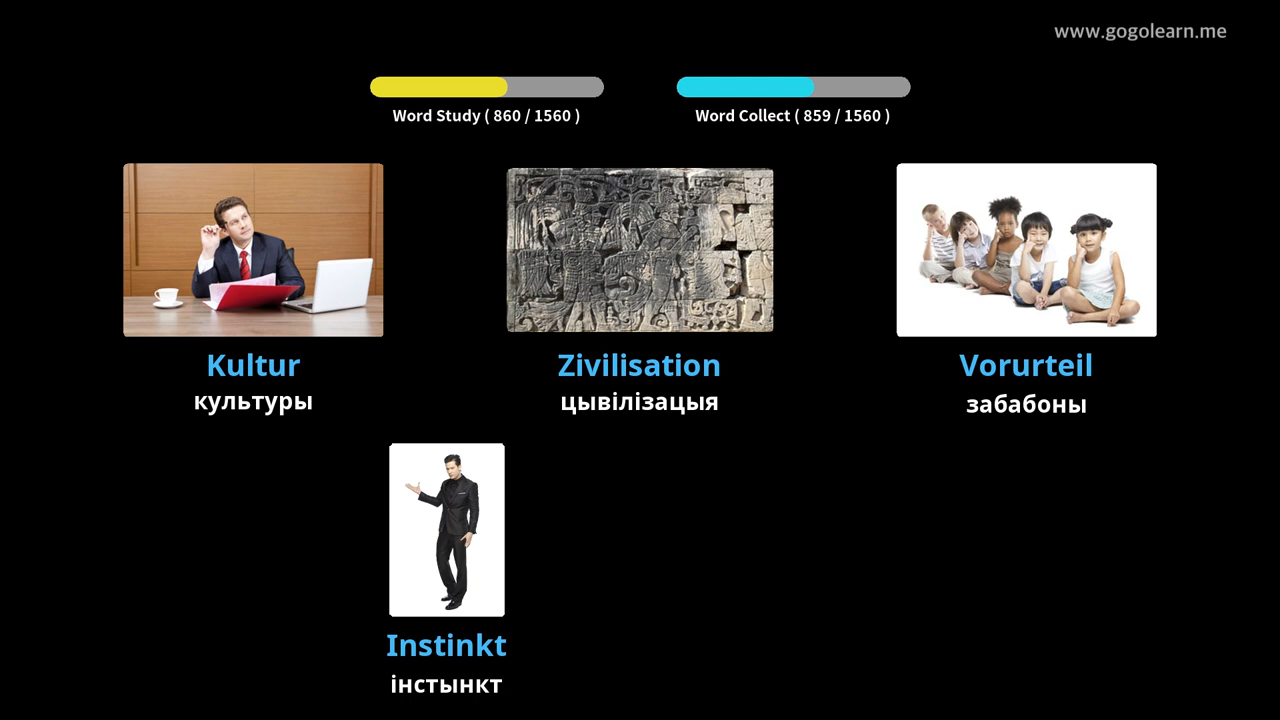 www.gogolearn.me
Word Study ( 860 / 1560 )
Word Collect ( 859 / 1560 )
Kultur
культуры
Zivilisation
цывілізацыя
Vorurteil
забабоны
Instinkt
інстынкт